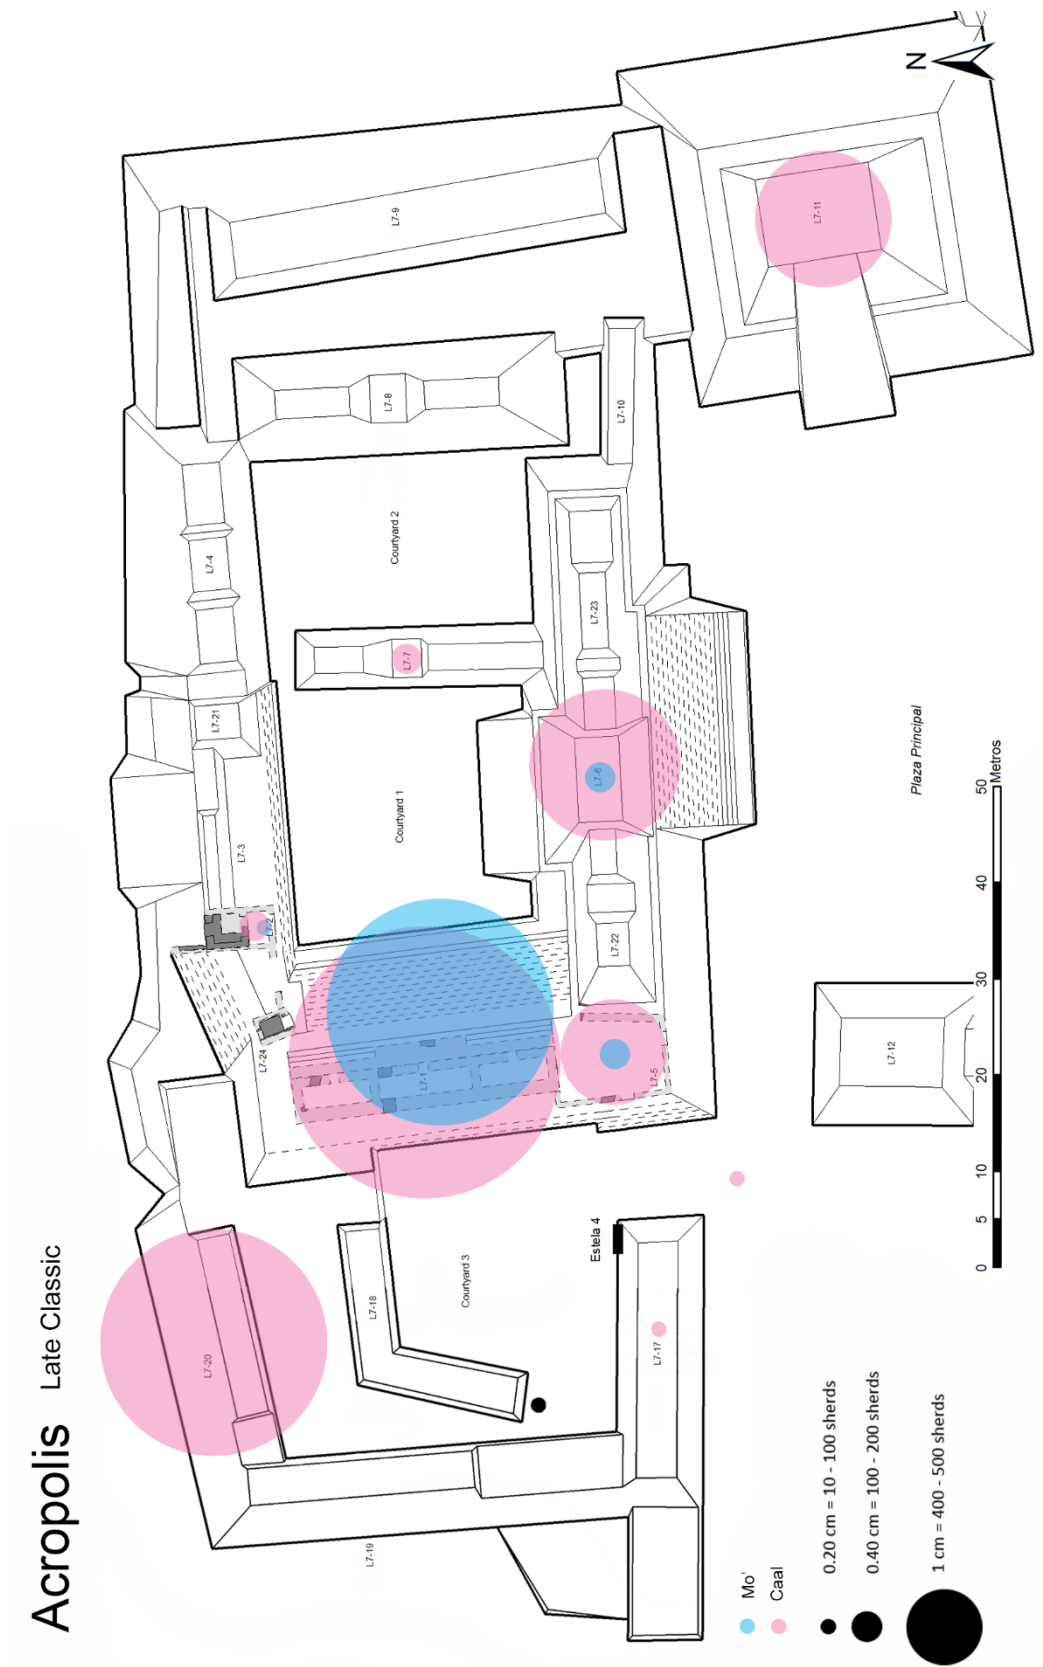 Acropolis Late Classic
N
L7-9
L7-11
L7-8
L7-10
L7-4
Courtyard 2
L7-23
L7-7
L7-21
L7-6
Plaza Principal
Courtyard 1
L7-3
L7-2
L7-22
L7-24
L7-1
L7-5
L7-12
Estela 4
Courtyard 3
L7-18
L7-20
L7-17
L7-19
0 5 10 20 30 40 50
Metros
Mo'
Caal
0.20 cm = 10 - 100 sherds
0.40 cm = 100 - 200 sherds
1 cm = 400 - 500 sherds